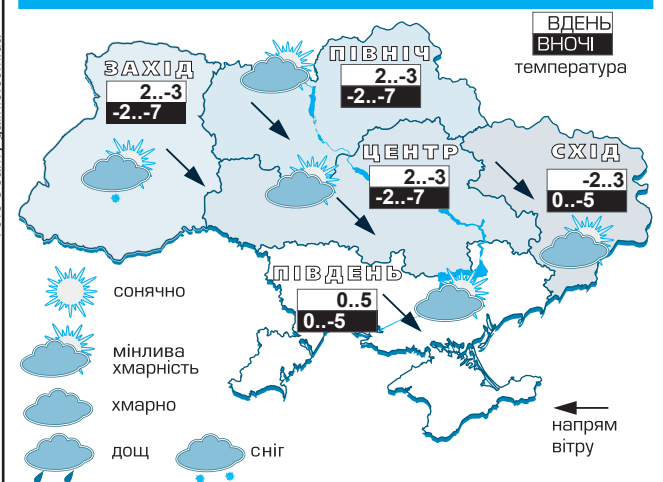 ВДЕНЬ
ВНОЧІ
температура
ПІВНІЧ
2..-3
-2..-7
ЗАХІД
2..-3
-2..-7
ЦЕНТР
2..-3
-2..-7
СХІД
-2..3
0..-5
ПІВДЕНЬ
0..5
0..-5
сонячно
мінлива
хмарність
хмарно
дощ
сніг
напрям
вітру